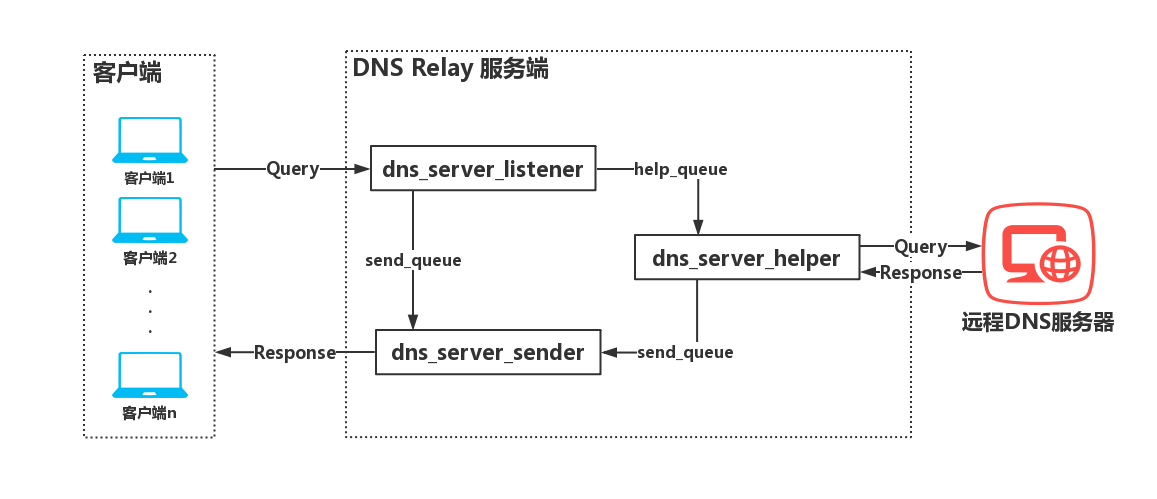 客户端
客户端1
客户端2
客户端n
Query
Response
DNS Relay 服务端
dns_server_listener
help_queue
send_queue
dns_server_helper
dns_server_sender
send_queue
Query
Response
远程DNS服务器